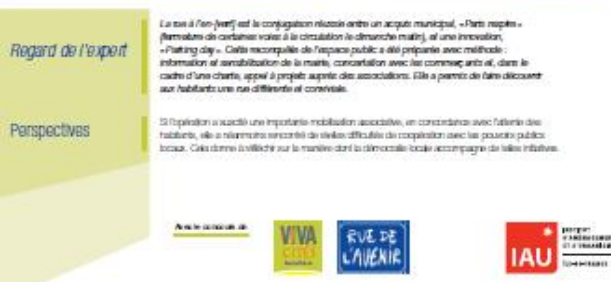 Regard de l'expert
La rue à l'en-[vert] est la conjugaison réussie entre un acquis municipal, «Paris respire»
(fermeture de certaines voies à la circulation le dimanche matin), et une innovation,
«Parking day». Cette reconquête de l'espace public a été préparée avec méthode :
information et sensibilisation de la mairie, concertation avec les commerçants et, dans le
cadre d'une charte, appel à projets auprès des associations. Elle a permis de faire découvrir
aux habitants une rue différente et conviviale.
Perspectives
Si l'opération a suscité une importante mobilisation associative, en concordance avec l'attente des
habitants, elle a néanmoins rencontré de réelles difficultés de coopération avec les pouvoirs publics
locaux. Cela donne à réfléchir sur la manière dont la démocratie locale accompagne de telles initiatives.
Avec le concours de
VIVA
CITÉS
RUE DE
L'AVENIR
IAU